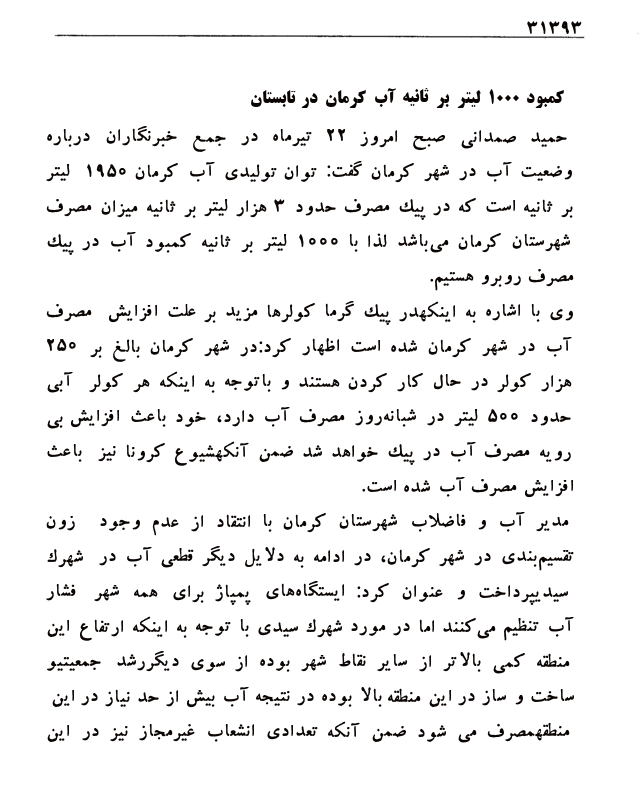 ۳۱۳۹۳
کمبود ۱۰۰۰ لیتر بر ثانیه آب کرمان در تابستان
حمید صمدانی صبح امروز ۲۲ تیرماه در جمع خبرنگاران درباره
وضعیت آب در شهر کرمان گفت: توان تولیدی آب کرمان ۱۹۵۰ لیتر
بر ثانیه است که در پیك مصرف حدود ۳ هزار لیتر بر ثانیه میزان مصرف
شهرستان کرمان می‌باشد لذا با ۱۰۰۰ لیتر بر ثانیه کمبود آب در پیك
مصرف روبرو هستیم.
وی با اشاره به اینکهدر پیك گرما کولرها مزید بر علت افزایش مصرف
آب در شهر کرمان شده است اظهار کرد:در شهر کرمان بالغ بر ۲۵۰
هزار کولر در حال کار کردن هستند و باتوجه به اینکه هر کولر آبی
حدود ۵۰۰ لیتر در شبانه‌روز مصرف آب دارد، خود باعث افزایش بی
رویه مصرف آب در پیك خواهد شد ضمن آنکهشیوع کرونا نیز باعث
افزایش مصرف آب شده است.
مدیر آب و فاضلاب شهرستان کرمان با انتقاد از عدم وجود زون
تقسیم‌بندی در شهر کرمان، در ادامه به دلایل دیگر قطعی آب در شهرك
سیدیپرداخت و عنوان کرد: ایستگاه‌های پمپاژ برای همه شهر فشار
آب تنظیم می‌کنند اما در مورد شهرك سیدی با توجه به اینکه ارتفاع این
منطقه کمی بالاتر از سایر نقاط شهر بوده از سوی دیگررشد جمعیتیو
ساخت و ساز در این منطقه بالا بوده در نتیجه آب بیش از حد نیاز در این
منطقهمصرف می شود ضمن آنکه تعدادی انشعاب غیرمجاز نیز در این